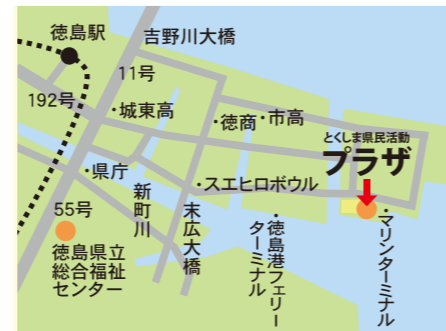 徳島駅
吉野川大橋
11号
192号
・城東高
・徳商
・市高
とくしま県民活動
プラザ
・県庁
新町川
・スエヒロボウル
末広大橋
55号
徳島県立
総合福祉
センター
・徳島港フェリー
ターミナル
・マリンターミナル